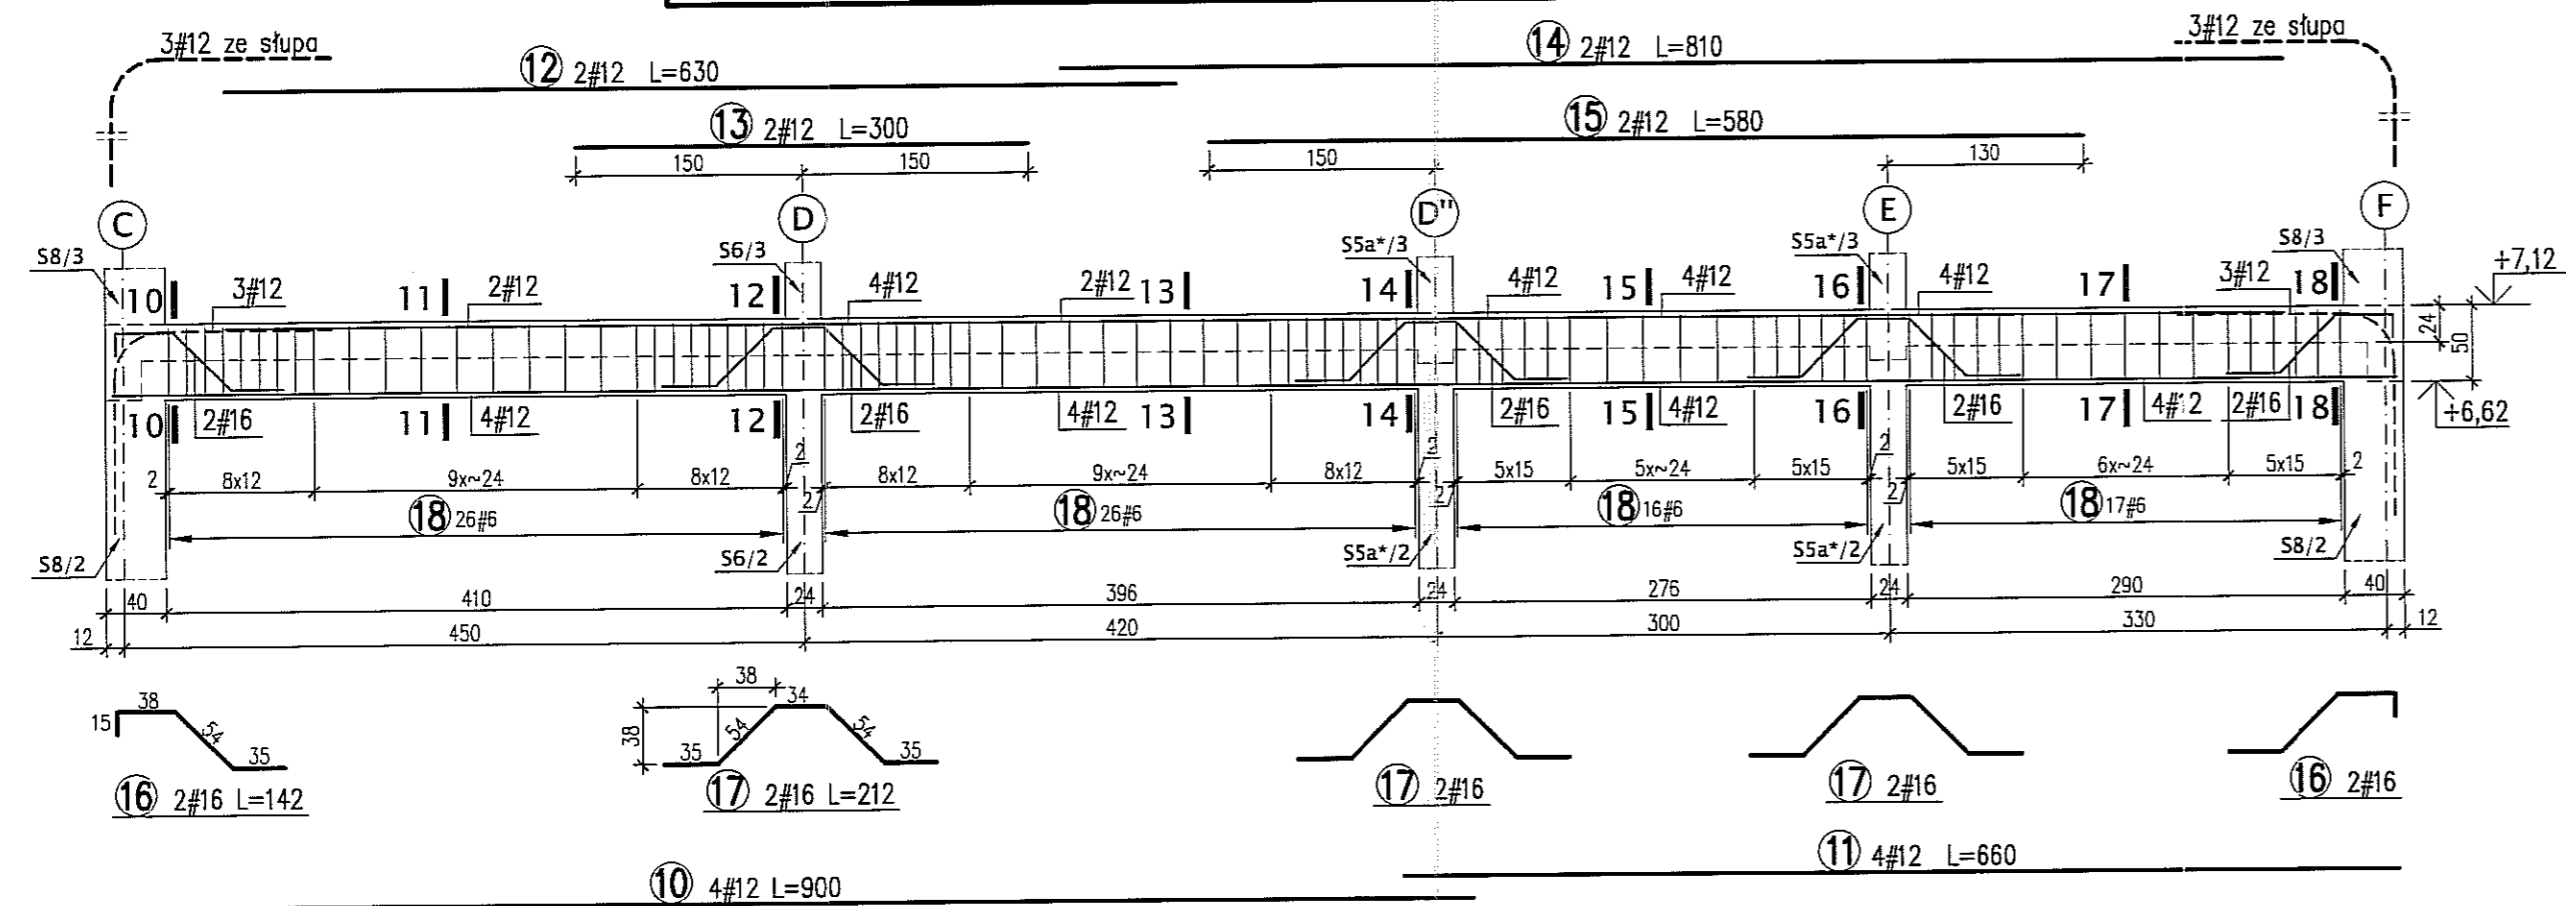 3#12 ze słupa
14 2#12 L=810
3#12 ze słupa
12 2#12 L=630
13 2#12 L=300
15 2#12 L=580
150 150 150 130
C D D" E F
S8/3 S6/3 S5a*/3 S5a*/3 S8/3
+7,12
10 3#12 11 2#12 12 4#12 2#12 13 14 4#12 15 4#12 16 4#12 17 3#12 18
24 50
10 2#16 11 4#12 12 2#16 4#12 13 14 2#16 15 4#12 16 2#16 17 4#12 2#16 18
+6,62
2 8x12 9x~24 8x12 2 2 8x12 9x~24 8x12 2 2 5x15 5x~24 5x15 2 2 5x15 6x~24 5x15 2
18 26#6 18 26#6 18 16#6 18 17#6
S8/2 S6/2 S5a*/2 S5a*/2 S8/2
40 410 24 396 24 276 24 290 40
12 450 420 300 330 12
15 38 54 35
38 38 34 54 54 35 35
16 2#16 L=142
17 2#16 L=212
17 2#16
17 2#16
16 2#16
10 4#12 L=900
11 4#12 L=660